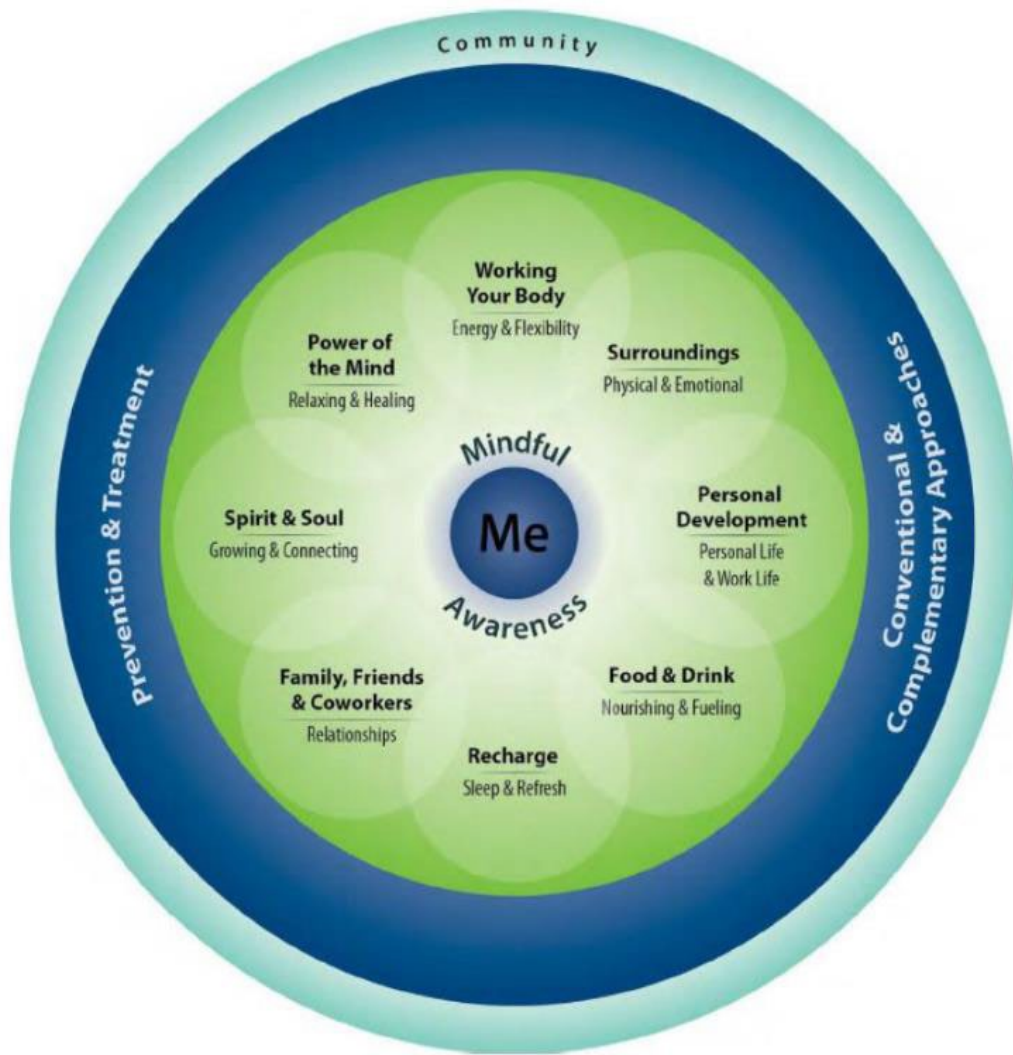 Community
Prevention & Treatment
Conventional &
Complementary Approaches
Working
Your Body
Energy & Flexibility
Surroundings
Physical & Emotional
Personal
Development
Personal Life
& Work Life
Food & Drink
Nourishing & Fueling
Recharge
Sleep & Refresh
Family, Friends
& Coworkers
Relationships
Spirit & Soul
Growing & Connecting
Power of
the Mind
Relaxing & Healing
Mindful
Me
Awareness